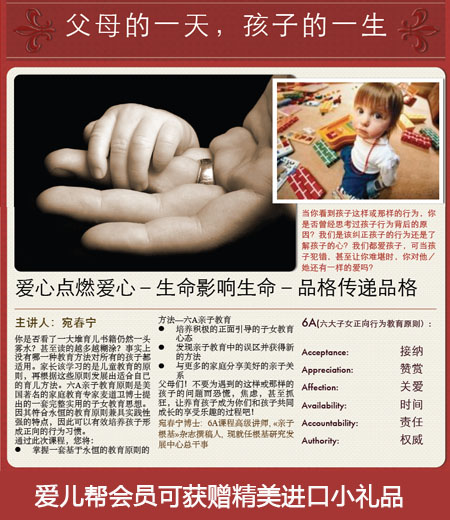 父母的一天，孩子的一生
当你看到孩子这样或那样的行为，你
是否曾经思考过孩子行为背后的原
因？我们是该纠正孩子的行为还是了
解孩子的心？我们都爱孩子，可当孩
子犯错，甚至让你难堪时，你对他／
她还有一样的爱吗？
爱心点燃爱心－生命影响生命－品格传递品格
主讲人：宛春宁
你是否看了一大堆育儿书籍仍然一头
雾水？甚至读的越多越糊涂？事实上
没有哪一种教育方法对所有的孩子都
适用。家长该学习的是儿童教育的原
则，再根据这些原则发展出适合自己
的育儿方法。六A亲子教育原则是美
国著名的家庭教育专家麦道卫博士提
出的一套完整实用的子女教育思想。
因其符合永恒的教育原则兼具实践性
强的特点，因此可以有效培养孩子形
成正向的行为习惯。
通过此次课程，您将：
● 掌握一套基于永恒的教育原则的
方法—六A亲子教育
● 培养积极的正面引导的子女教育
心态
● 发现亲子教育中的误区并获得新
的方法
● 与更多的家庭分享美好的亲子关
系
父母们！不要为遇到的这样或那样的
孩子的问题而恐慌，焦虑，甚至抓
狂，让养育孩子成为你们和孩子共同
成长的享受乐趣的过程吧！
宛春宁博士：6A课程高级讲师，«亲子
根基»杂志撰稿人，现就任根基研究发
展中心总干事
6A(六大子女正向行为教育原则）：
Acceptance: 接纳
Appreciation: 赞赏
Affection: 关爱
Availability: 时间
Accountability: 责任
Authority: 权威
爱儿帮会员可获赠精美进口小礼品